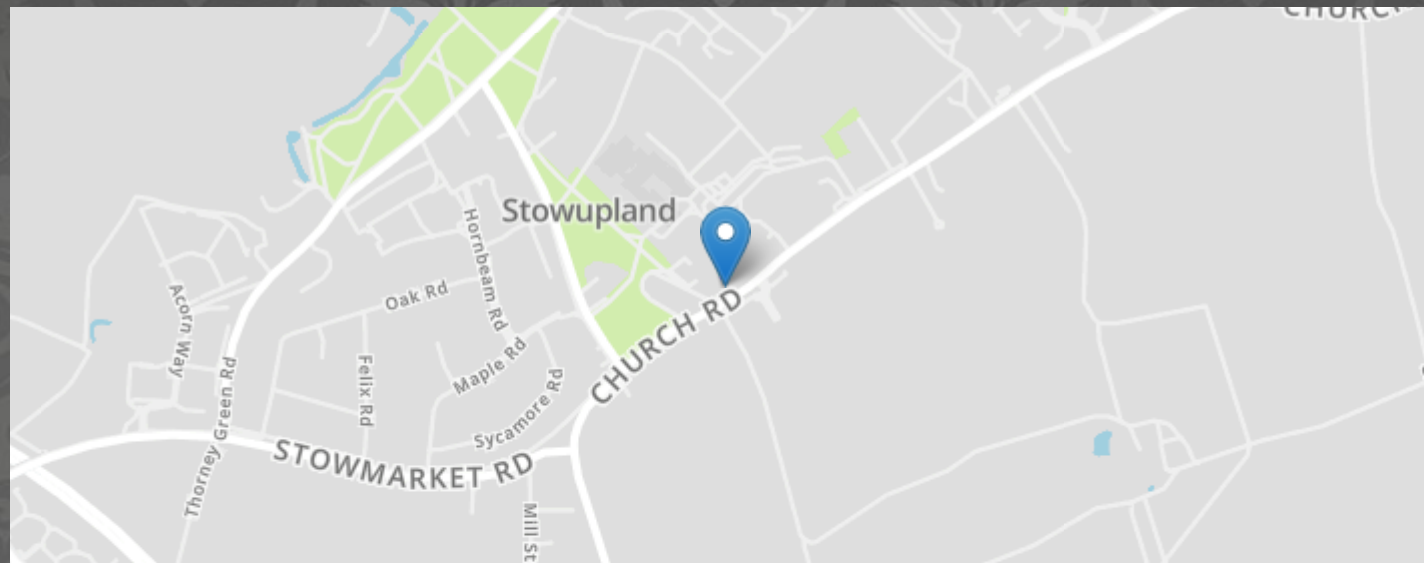 CHURCH
Stowupland
Hornbeam Rd
Oak Rd
Acorn Way
CHURCH RD
Maple Rd
Felix Rd
Thorney Green Rd
Sycamore Rd
STOWMARKET RD
Mill St